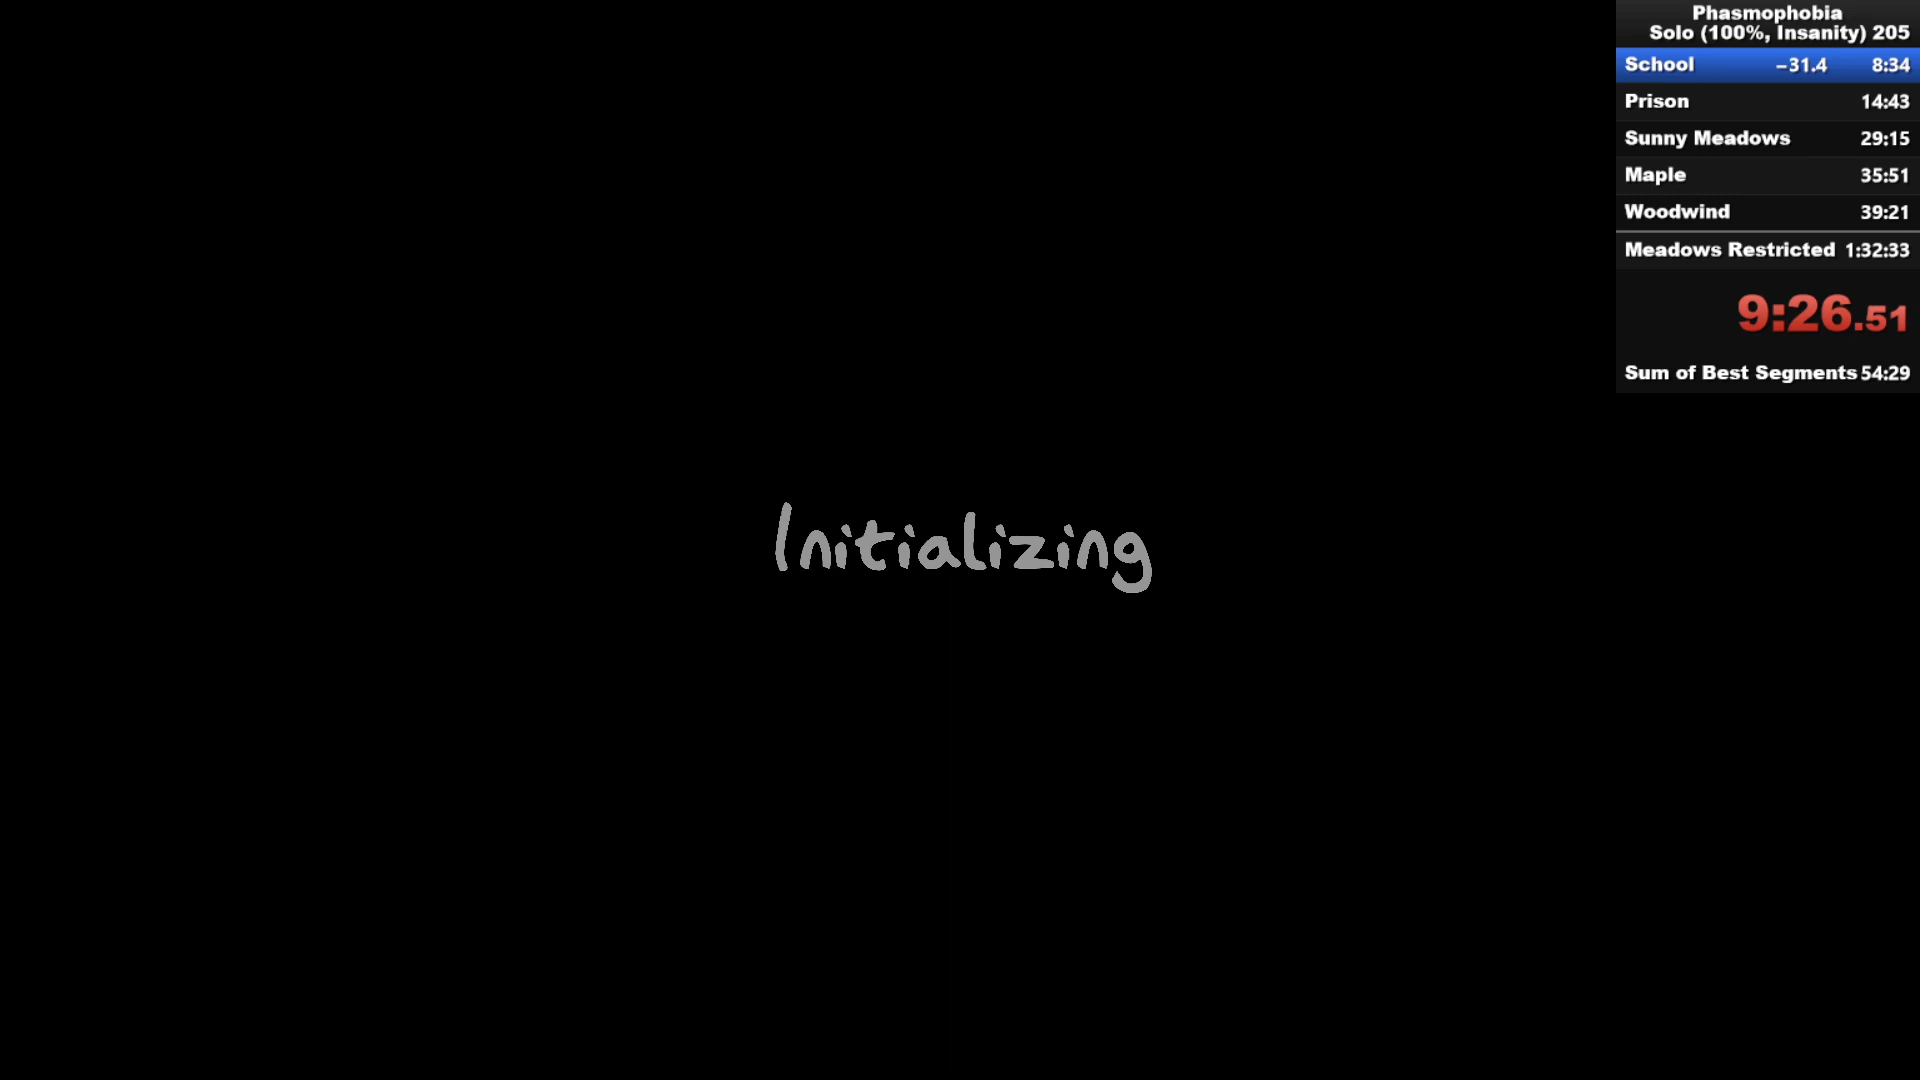 Phasmophobia
Solo (100%, Insanity) 205
School −31.4 8:34
Prison 14:43
Sunny Meadows 29:15
Maple 35:51
Woodwind 39:21
Meadows Restricted 1:32:33
9:26.51
Sum of Best Segments 54:29
Initializing